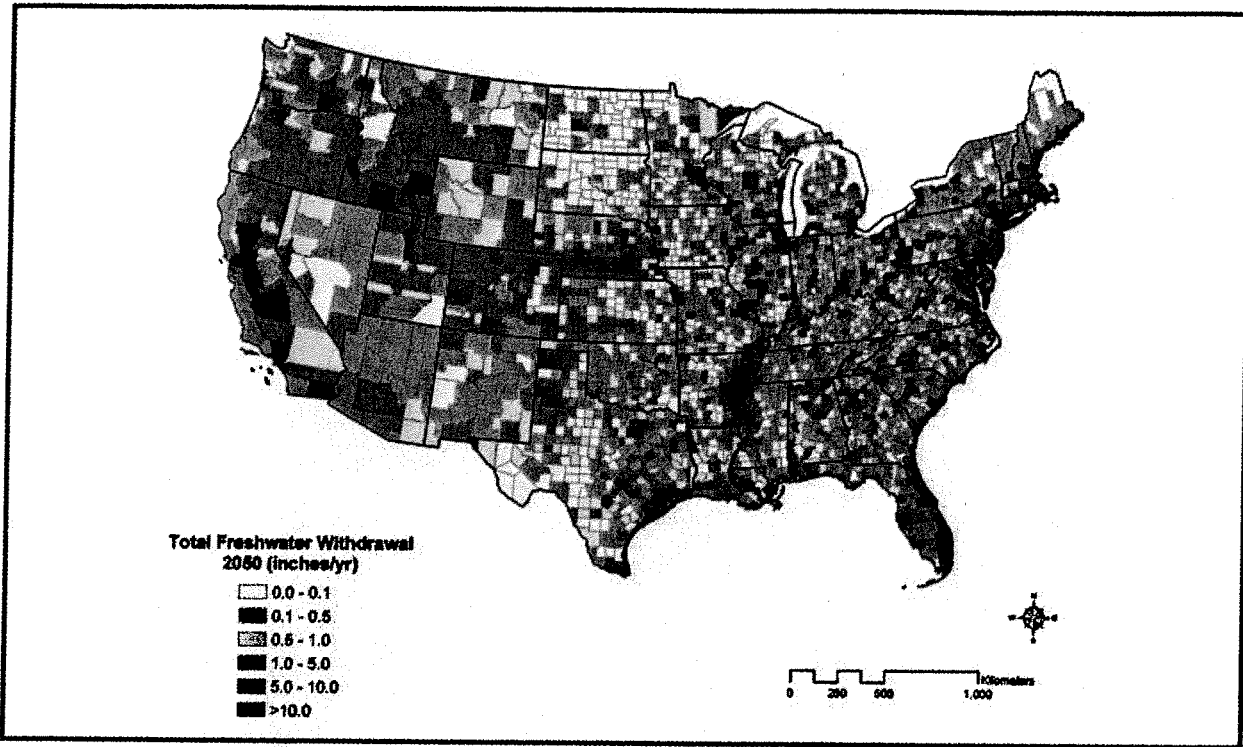 Total Freshwater Withdrawal
2050 (inches/yr)
0.0 - 0.1
0.1 - 0.5
0.5 - 1.0
1.0 - 5.0
5.0 - 10.0
>10.0
N
W E
S
Kilometers
0 250 500 1,000